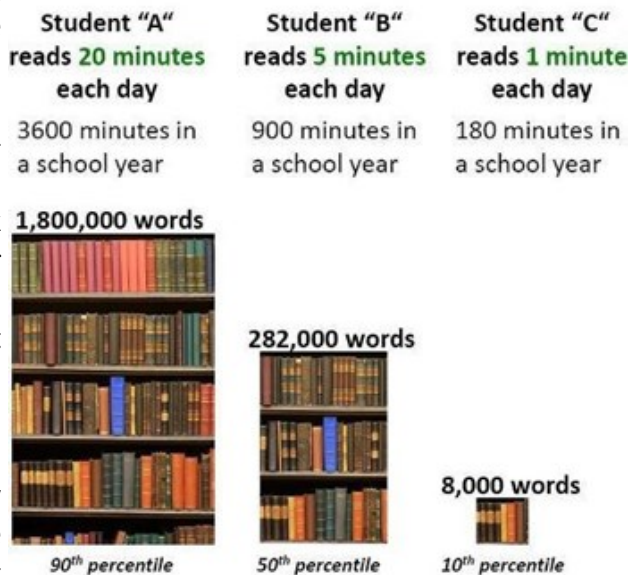 Student “A“
reads 20 minutes
each day
3600 minutes in
a school year
1,800,000 words
90th percentile
Student “B“
reads 5 minutes
each day
900 minutes in
a school year
282,000 words
50th percentile
Student “C“
reads 1 minute
each day
180 minutes in
a school year
8,000 words
10th percentile